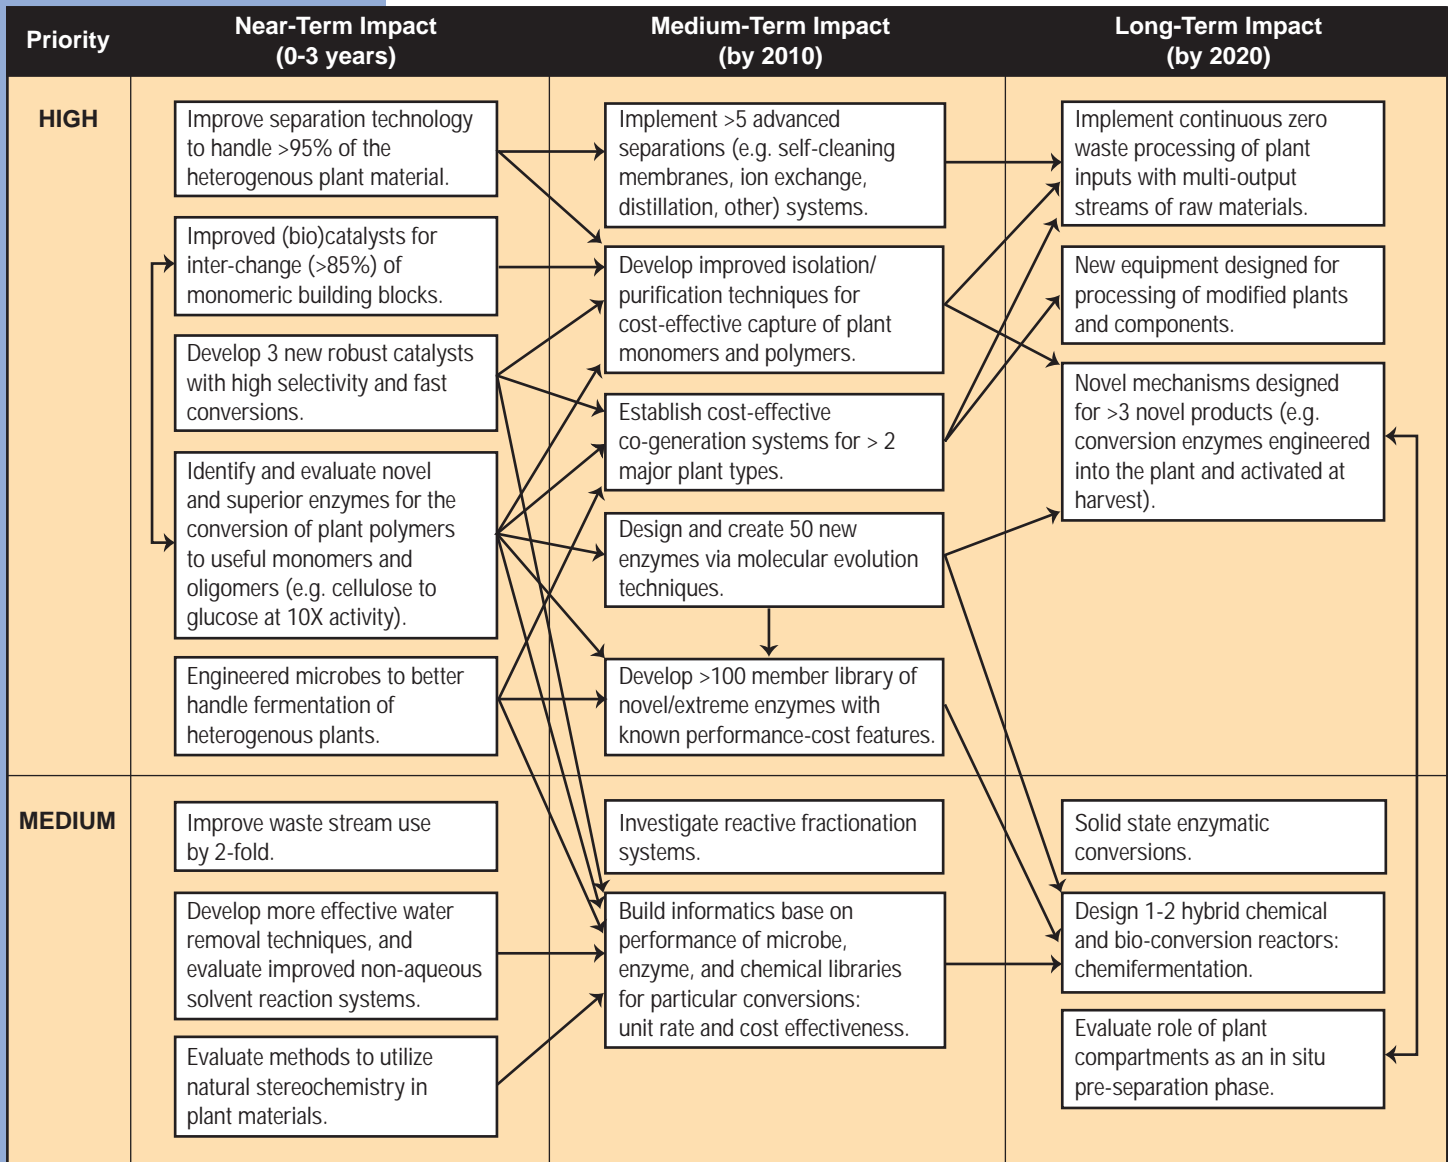 Priority
Near-Term Impact
(0-3 years)
Medium-Term Impact
(by 2010)
Long-Term Impact
(by 2020)
HIGH
Improve separation technology
to handle >95% of the
heterogenous plant material.
Improved (bio)catalysts for
inter-change (>85%) of
monomeric building blocks.
Develop 3 new robust catalysts
with high selectivity and fast
conversions.
Identify and evaluate novel
and superior enzymes for the
conversion of plant polymers
to useful monomers and
oligomers (e.g. cellulose to
glucose at 10X activity).
Engineered microbes to better
handle fermentation of
heterogenous plants.
Implement >5 advanced
separations (e.g. self-cleaning
membranes, ion exchange,
distillation, other) systems.
Develop improved isolation/
purification techniques for
cost-effective capture of plant
monomers and polymers.
Establish cost-effective
co-generation systems for > 2
major plant types.
Design and create 50 new
enzymes via molecular evolution
techniques.
Develop >100 member library of
novel/extreme enzymes with
known performance-cost features.
Implement continuous zero
waste processing of plant
inputs with multi-output
streams of raw materials.
New equipment designed for
processing of modified plants
and components.
Novel mechanisms designed
for >3 novel products (e.g.
conversion enzymes engineered
into the plant and activated at
harvest).
MEDIUM
Improve waste stream use
by 2-fold.
Develop more effective water
removal techniques, and
evaluate improved non-aqueous
solvent reaction systems.
Evaluate methods to utilize
natural stereochemistry in
plant materials.
Investigate reactive fractionation
systems.
Build informatics base on
performance of microbe,
enzyme, and chemical libraries
for particular conversions:
unit rate and cost effectiveness.
Solid state enzymatic
conversions.
Design 1-2 hybrid chemical
and bio-conversion reactors:
chemifermentation.
Evaluate role of plant
compartments as an in situ
pre-separation phase.